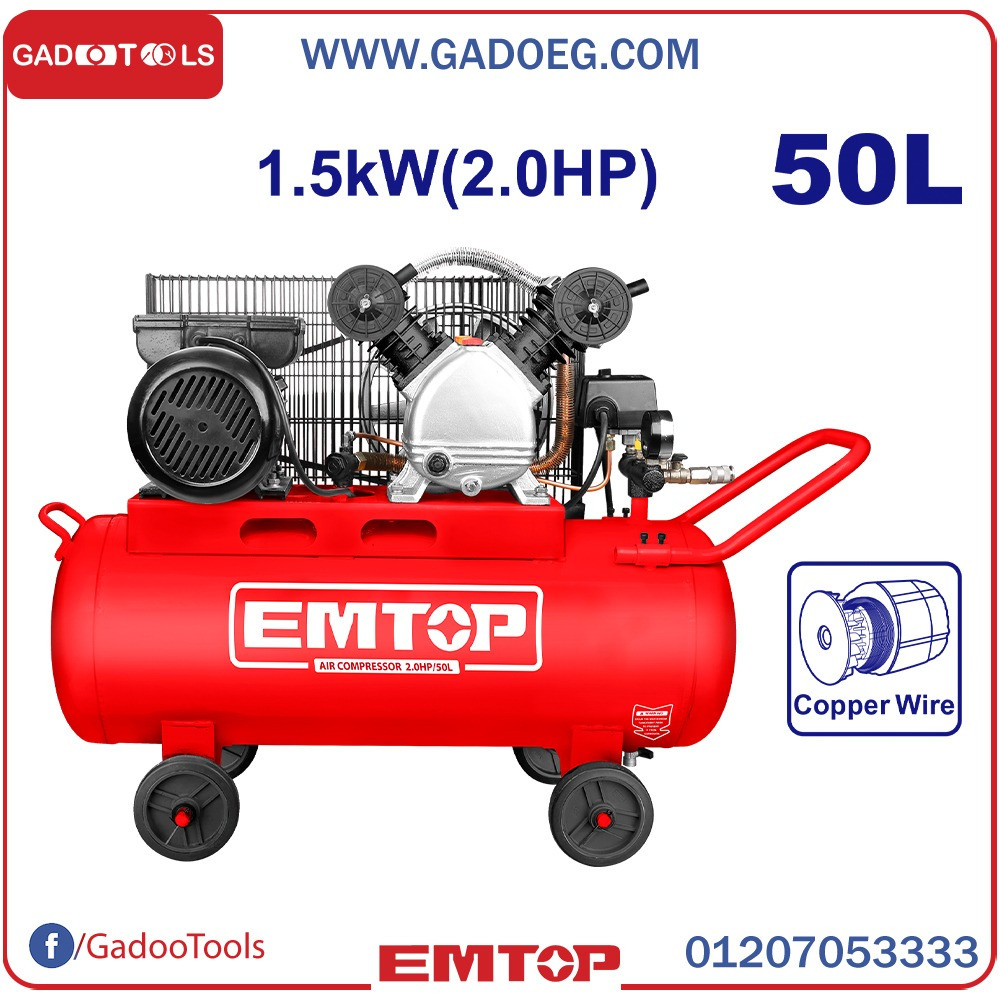 GADOOTOOLS
WWW.GADOEG.COM
1.5kW(2.0HP)
50L
EMTOP
AIR COMPRESSOR 2.0HP/50L
Copper Wire
f/GadooTools
EMTOP
01207053333